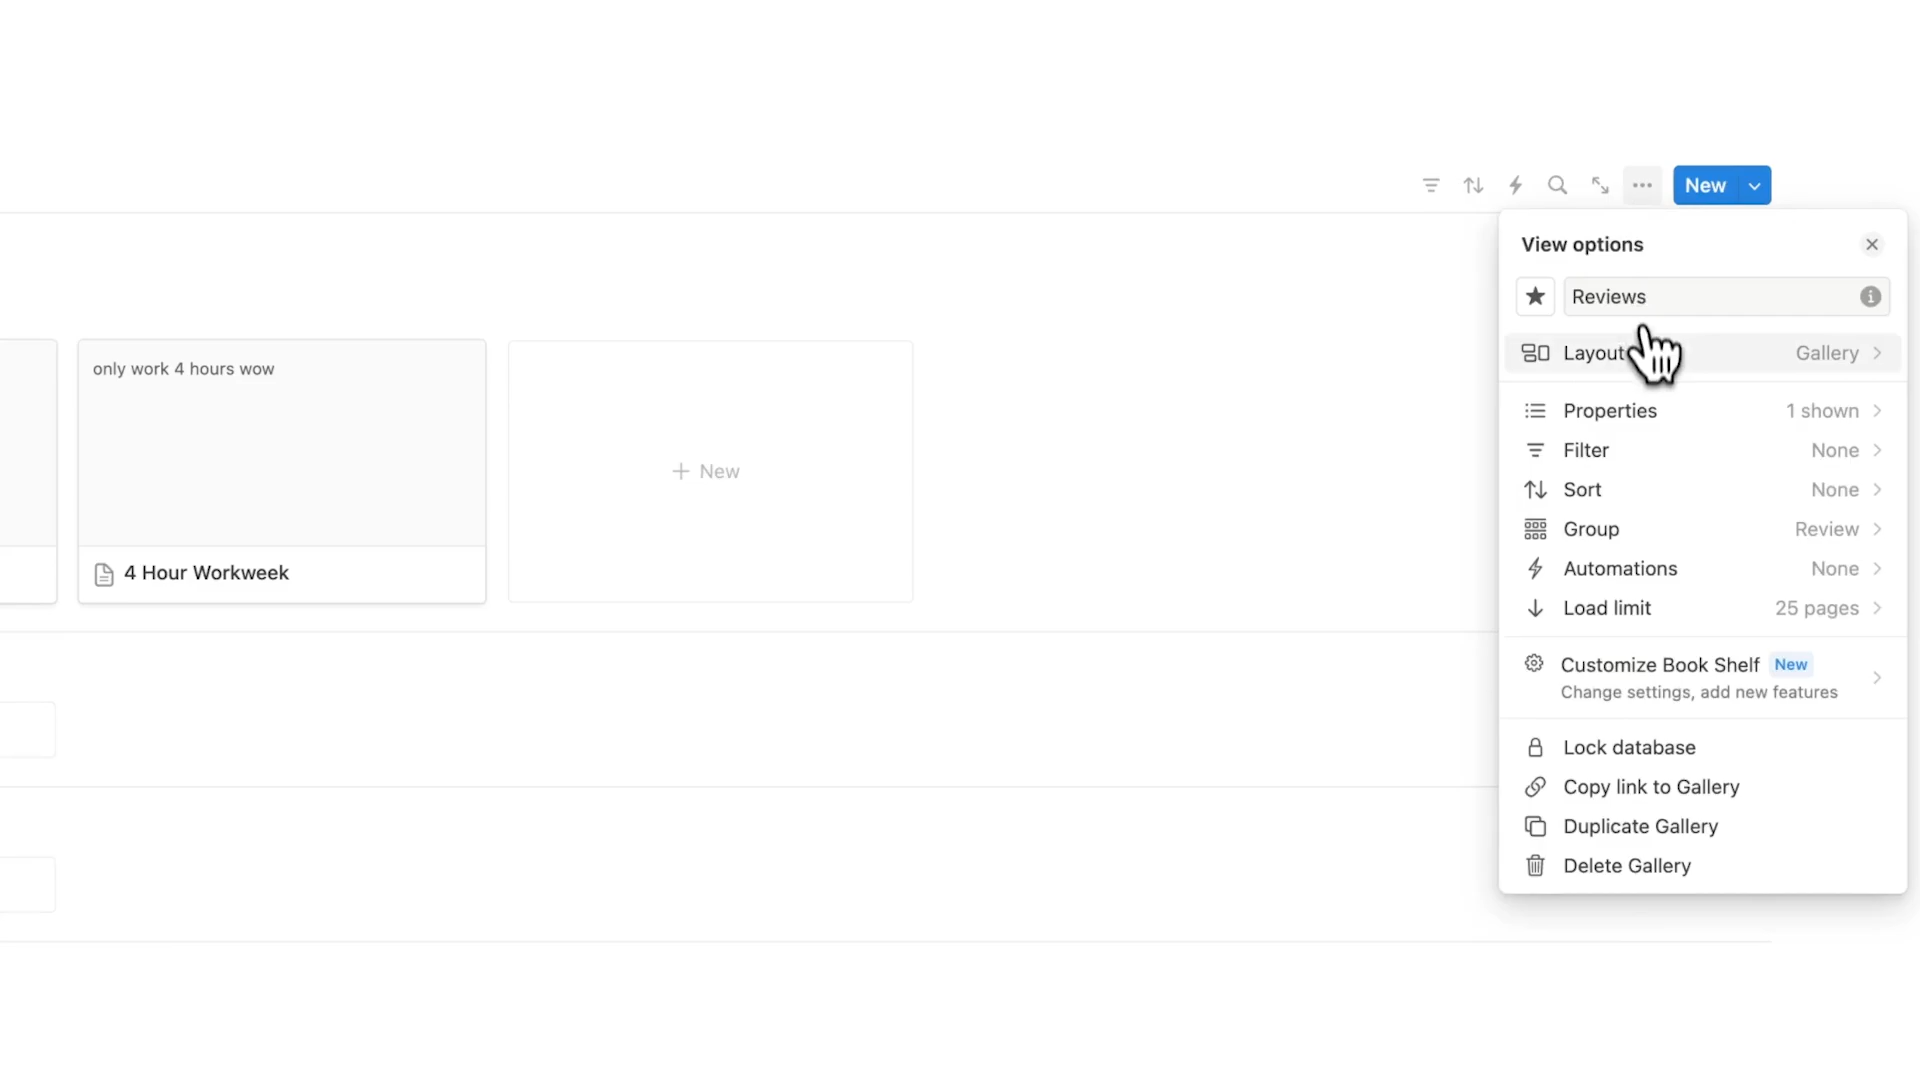 New
View options
Reviews
Layout Gallery
only work 4 hours wow
Properties 1 shown
Filter None
+ New
Sort None
Group Review
4 Hour Workweek
Automations None
Load limit 25 pages
Customize Book Shelf New
Change settings, add new features
Lock database
Copy link to Gallery
Duplicate Gallery
Delete Gallery